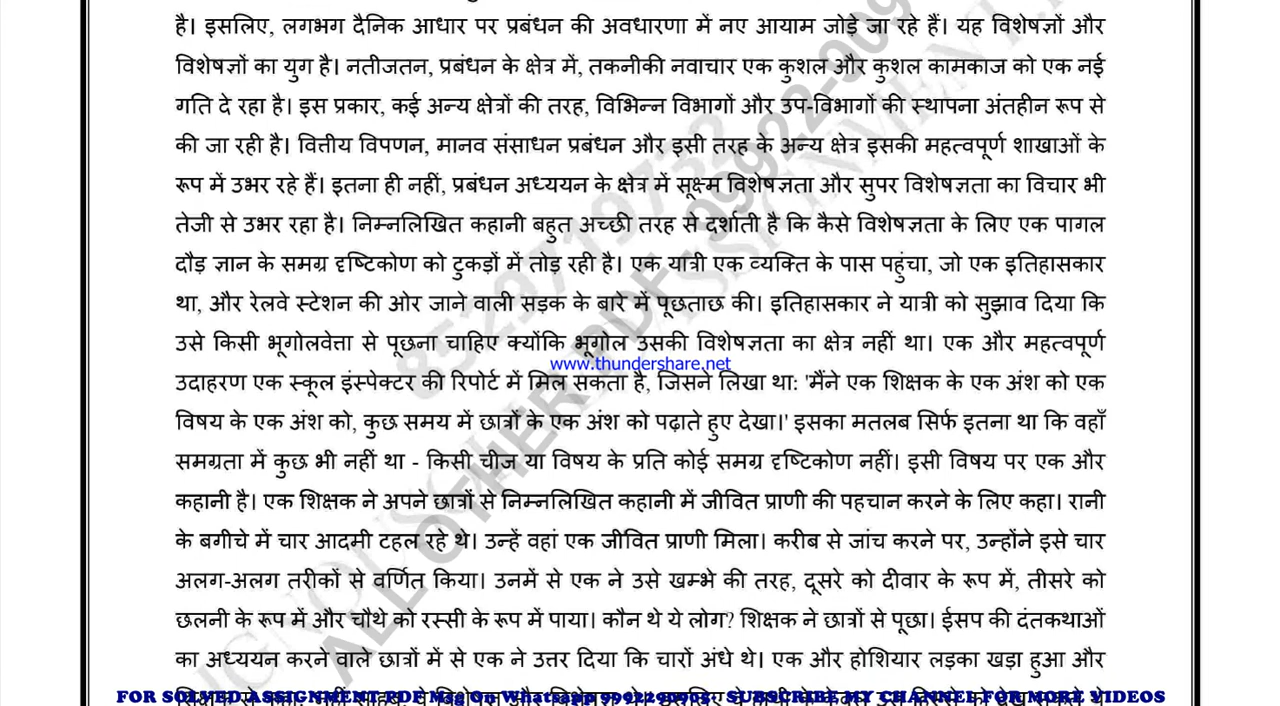 है। इसलिए, लगभग दैनिक आधार पर प्रबंधन की अवधारणा में नए आयाम जोड़े जा रहे हैं। यह विशेषज्ञों और
विशेषज्ञों का युग है। नतीजतन, प्रबंधन के क्षेत्र में, तकनीकी नवाचार एक कुशल और कुशल कामकाज को एक नई
गति दे रहा है। इस प्रकार, कई अन्य क्षेत्रों की तरह, विभिन्न विभागों और उप-विभागों की स्थापना अंतहीन रूप से
की जा रही है। वित्तीय विपणन, मानव संसाधन प्रबंधन और इसी तरह के अन्य क्षेत्र इसकी महत्वपूर्ण शाखाओं के
रूप में उभर रहे हैं। इतना ही नहीं, प्रबंधन अध्ययन के क्षेत्र में सूक्ष्म विशेषज्ञता और सुपर विशेषज्ञता का विचार भी
तेजी से उभर रहा है। निम्नलिखित कहानी बहुत अच्छी तरह से दर्शाती है कि कैसे विशेषज्ञता के लिए एक पागल
दौड़ ज्ञान के समग्र दृष्टिकोण को टुकड़ों में तोड़ रही है। एक यात्री एक व्यक्ति के पास पहुंचा, जो एक इतिहासकार
था, और रेलवे स्टेशन की ओर जाने वाली सड़क के बारे में पूछताछ की। इतिहासकार ने यात्री को सुझाव दिया कि
उसे किसी भूगोलवेत्ता से पूछना चाहिए क्योंकि भूगोल उसकी विशेषज्ञता का क्षेत्र नहीं था। एक और महत्वपूर्ण
www.thundershare.net
उदाहरण एक स्कूल इंस्पेक्टर की रिपोर्ट में मिल सकता है, जिसने लिखा था: 'मैंने एक शिक्षक के एक अंश को एक
विषय के एक अंश को, कुछ समय में छात्रों के एक अंश को पढ़ाते हुए देखा।' इसका मतलब सिर्फ इतना था कि वहाँ
समग्रता में कुछ भी नहीं था - किसी चीज या विषय के प्रति कोई समग्र दृष्टिकोण नहीं। इसी विषय पर एक और
कहानी है। एक शिक्षक ने अपने छात्रों से निम्नलिखित कहानी में जीवित प्राणी की पहचान करने के लिए कहा। रानी
के बगीचे में चार आदमी टहल रहे थे। उन्हें वहां एक जीवित प्राणी मिला। करीब से जांच करने पर, उन्होंने इसे चार
अलग-अलग तरीकों से वर्णित किया। उनमें से एक ने उसे खम्भे की तरह, दूसरे को दीवार के रूप में, तीसरे को
छलनी के रूप में और चौथे को रस्सी के रूप में पाया। कौन थे ये लोग? शिक्षक ने छात्रों से पूछा। ईसप की दंतकथाओं
का अध्ययन करने वाले छात्रों में से एक ने उत्तर दिया कि चारों अंधे थे। एक और होशियार लड़का खड़ा हुआ और
FOR SOLVED ASSIGNMENT PDF Msg On Whatsapp 9992290905- SUBSCRIBE MY CHANNEL FOR MORE VIDEOS